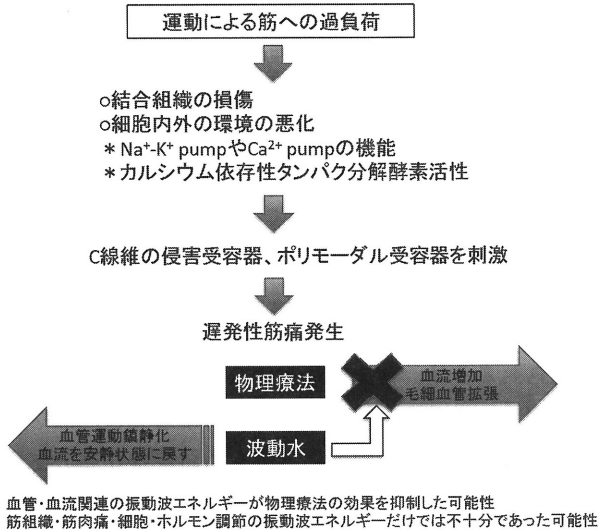 運動による筋への過負荷
○結合組織の損傷
○細胞内外の環境の悪化
＊Na⁺-K⁺ pumpやCa²⁺ pumpの機能
＊カルシウム依存性タンパク分解酵素活性
C線維の侵害受容器、ポリモーダル受容器を刺激
遅発性筋痛発生
物理療法
血流増加
毛細血管拡張
血管運動鎮静化
血流を安静状態に戻す
波動水
血管・血流関連の振動波エネルギーが物理療法の効果を抑制した可能性
筋組織・筋肉痛・細胞・ホルモン調節の振動波エネルギーだけでは不十分であった可能性